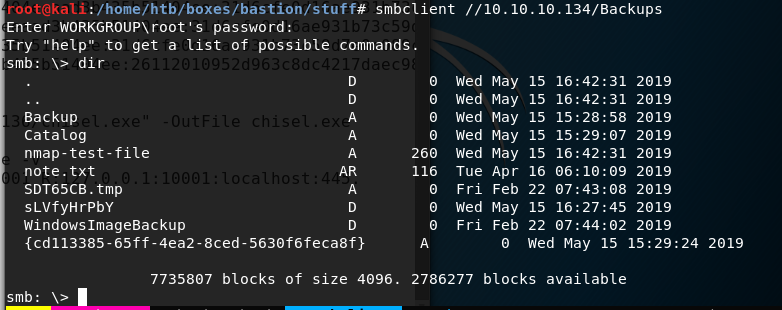 root@kali:/home/htb/boxes/bastion/stuff# smbclient //10.10.10.134/Backups
Enter WORKGROUP\root's password:
Try "help" to get a list of possible commands.
smb: \> dir
. D 0 Wed May 15 16:42:31 2019
.. D 0 Wed May 15 16:42:31 2019
Backup A 0 Wed May 15 15:28:58 2019
Catalog A 0 Wed May 15 15:29:07 2019
nmap-test-file A 260 Wed May 15 16:42:31 2019
note.txt AR 116 Tue Apr 16 06:10:09 2019
SDT65CB.tmp A 0 Fri Feb 22 07:43:08 2019
sLVfyHrPbY D 0 Wed May 15 16:27:45 2019
WindowsImageBackup D 0 Fri Feb 22 07:44:02 2019
{cd113385-65ff-4ea2-8ced-5630f6feca8f} A 0 Wed May 15 15:29:24 2019
7735807 blocks of size 4096. 2786277 blocks available
smb: \>